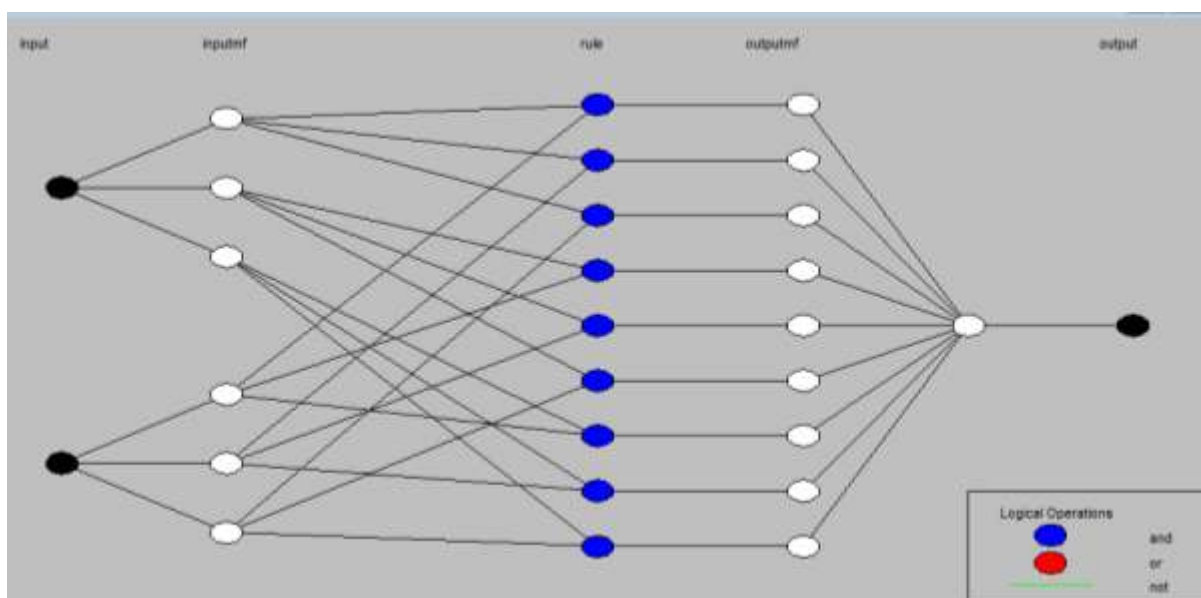 input inputmf rule outputmf output
Logical Operations
and
or
not